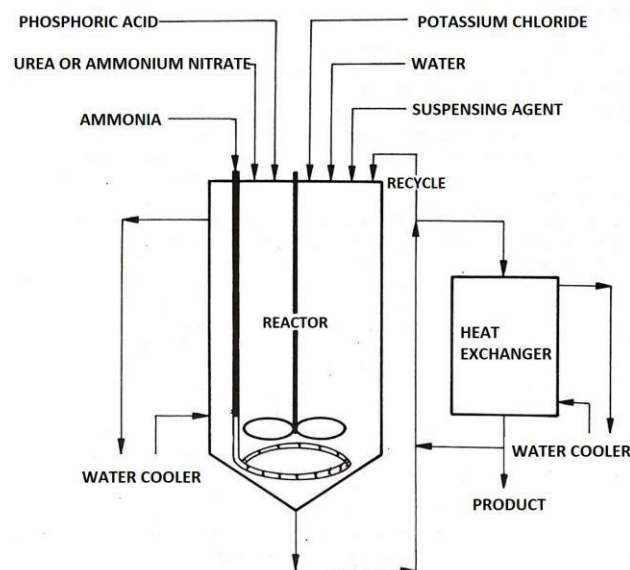 PHOSPHORIC ACID
POTASSIUM CHLORIDE
UREA OR AMMONIUM NITRATE
WATER
AMMONIA
SUSPENSING AGENT
RECYCLE
REACTOR
HEAT
EXCHANGER
WATER COOLER
WATER COOLER
PRODUCT